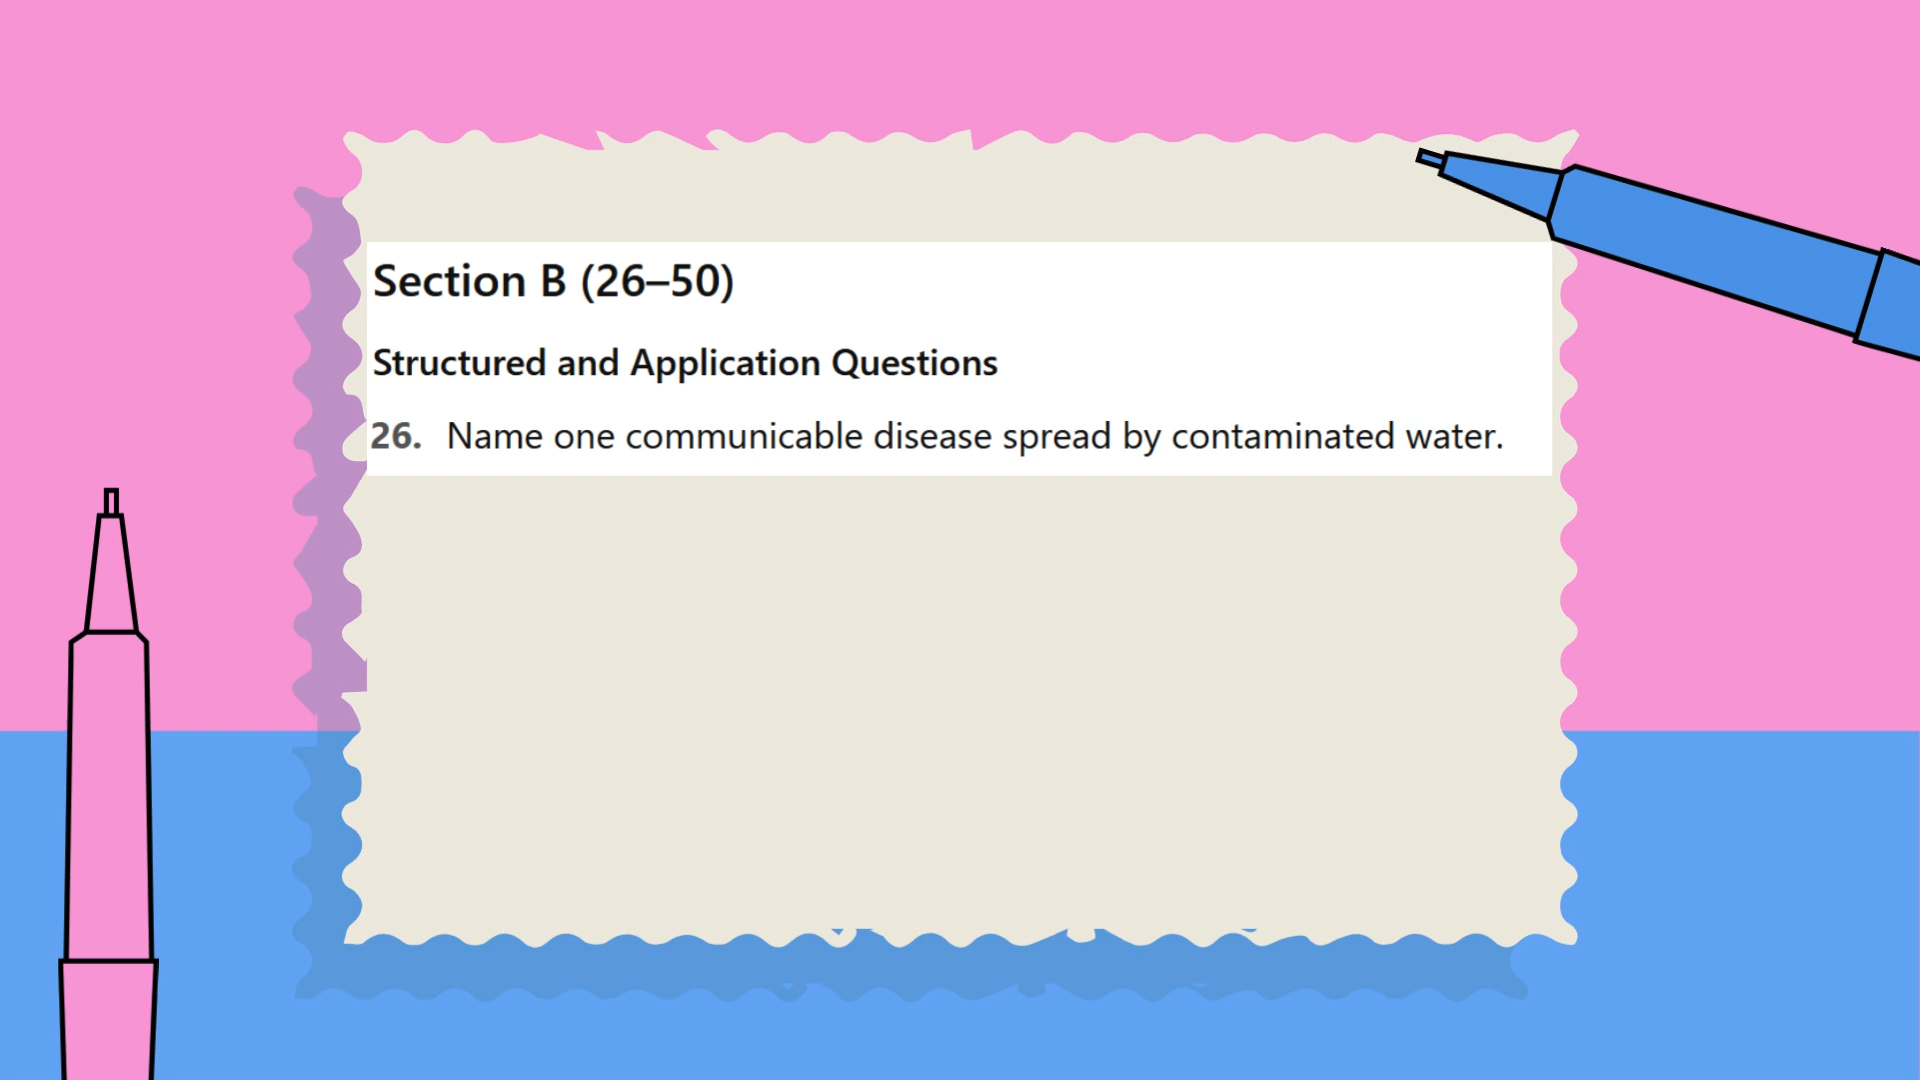 Section B (26–50)
Structured and Application Questions
26. Name one communicable disease spread by contaminated water.